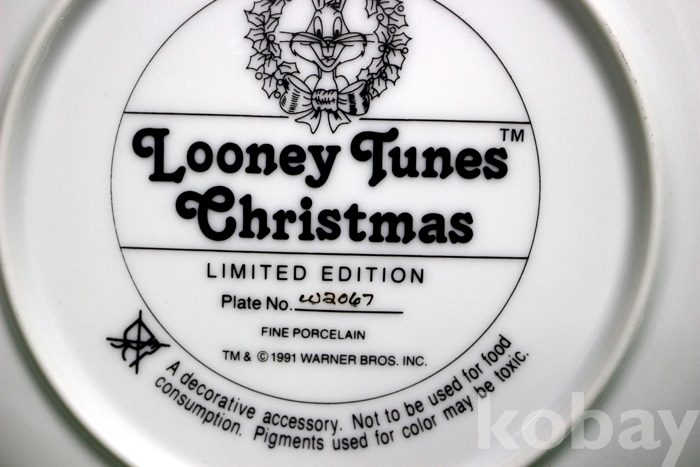 Looney Tunes™
Christmas
LIMITED EDITION
Plate No. W2067
FINE PORCELAIN
TM & ©1991 WARNER BROS. INC.
A decorative accessory. Not to be used for food
consumption. Pigments used for color may be toxic.
kobay